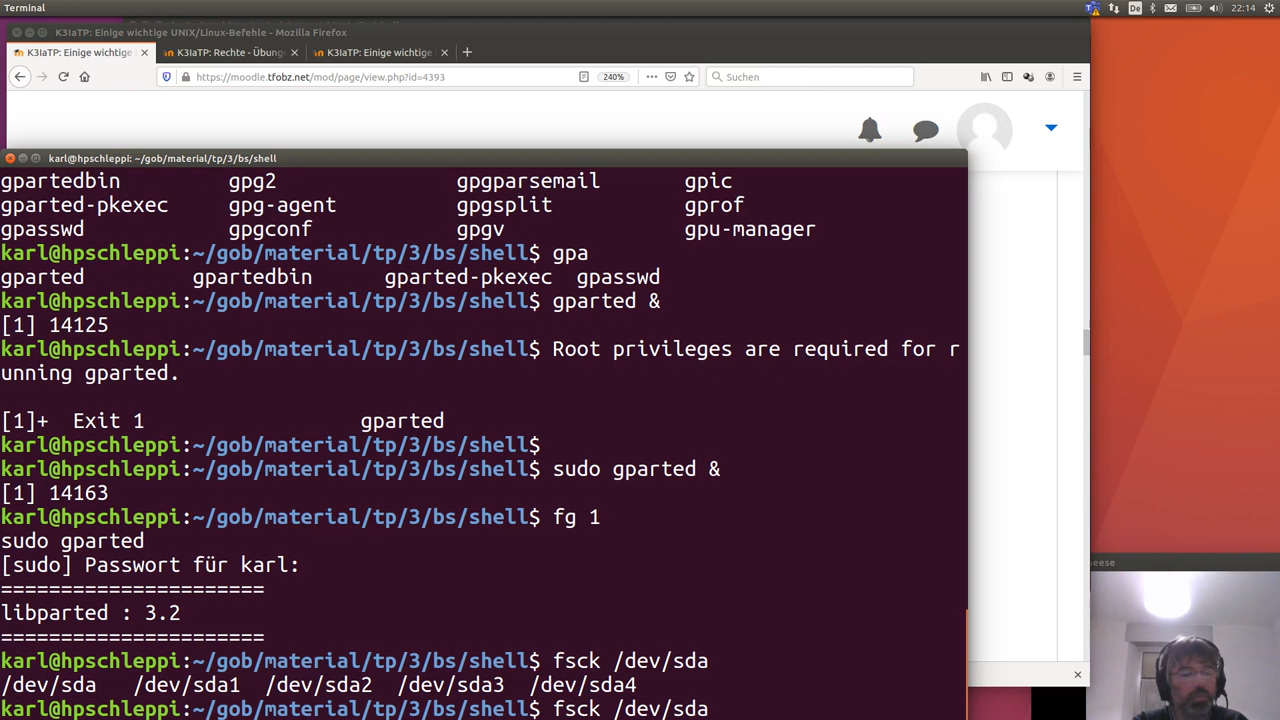 Terminal
De
22:14
K3IaTP: Einige wichtige UNIX/Linux-Befehle - Mozilla Firefox
K3IaTP: Einige wichtige
K3IaTP: Rechte - Übung
K3IaTP: Einige wichtige
https://moodle.tfobz.net/mod/page/view.php?id=4393
240%
Suchen
karl@hpschleppi: ~/gob/material/tp/3/bs/shell
gpartedbin gpg2 gpgparsemail gpic
gparted-pkexec gpg-agent gpgsplit gprof
gpasswd gpgconf gpgv gpu-manager
karl@hpschleppi:~/gob/material/tp/3/bs/shell$ gpa
gparted gpartedbin gparted-pkexec gpasswd
karl@hpschleppi:~/gob/material/tp/3/bs/shell$ gparted &
[1] 14125
karl@hpschleppi:~/gob/material/tp/3/bs/shell$ Root privileges are required for r
unning gparted.
[1]+ Exit 1 gparted
karl@hpschleppi:~/gob/material/tp/3/bs/shell$
karl@hpschleppi:~/gob/material/tp/3/bs/shell$ sudo gparted &
[1] 14163
karl@hpschleppi:~/gob/material/tp/3/bs/shell$ fg 1
sudo gparted
[sudo] Passwort für karl:
======================
libparted : 3.2
======================
karl@hpschleppi:~/gob/material/tp/3/bs/shell$ fsck /dev/sda
/dev/sda /dev/sda1 /dev/sda2 /dev/sda3 /dev/sda4
karl@hpschleppi:~/gob/material/tp/3/bs/shell$ fsck /dev/sda
eese